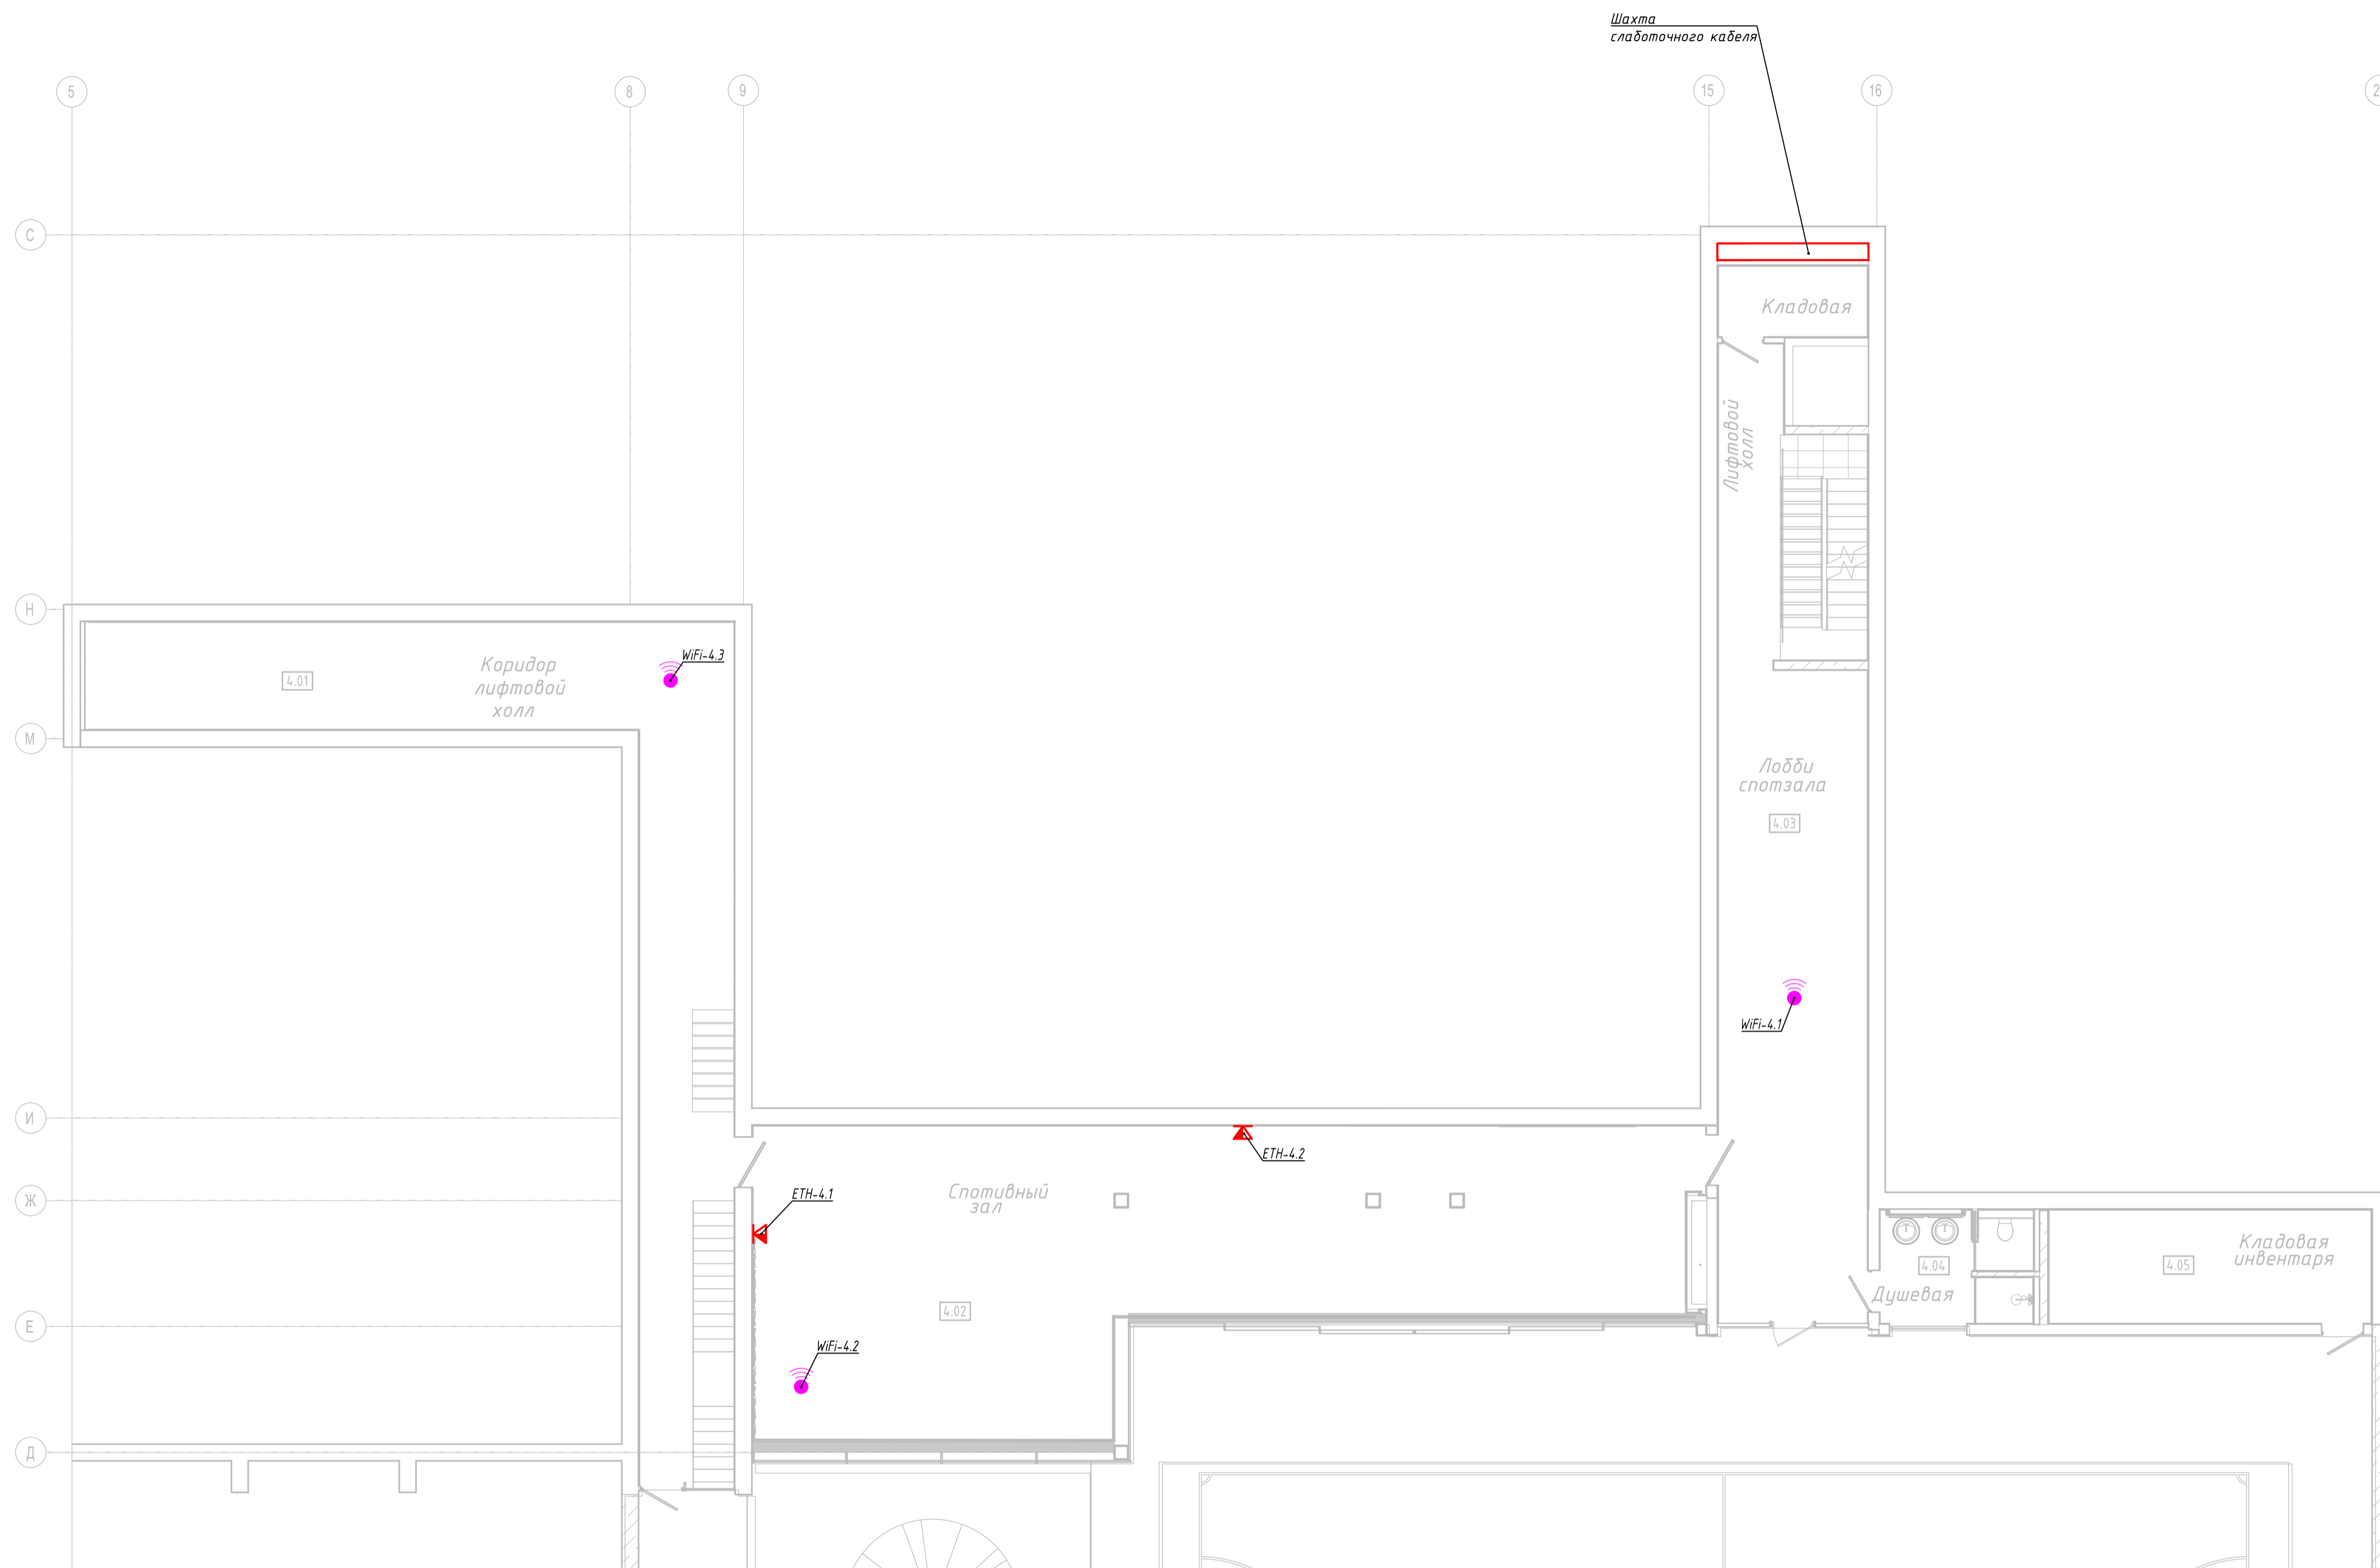 Шахта
слаботочного кабеля
5
8
9
15
16
2
С
Кладовая
Лифтовой
холл
Н
WiFi-4.3
Коридор
лифтовой
холл
4.01
М
Лобби
спотзала
4.03
WiFi-4.1
И
ETH-4.2
Ж
ETH-4.1
Спотивный
зал
Кладовая
инвентаря
4.04
4.05
Душевая
4.02
Е
WiFi-4.2
Д